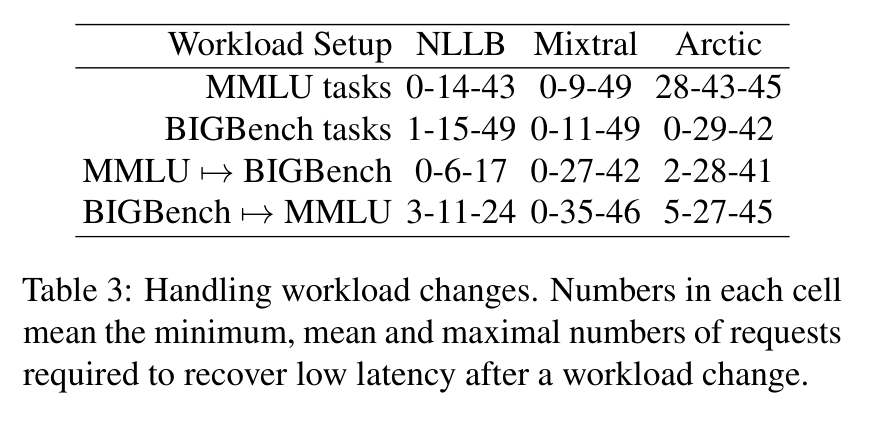 Workload Setup NLLB Mixtral Arctic
MMLU tasks 0-14-43 0-9-49 28-43-45
BIGBench tasks 1-15-49 0-11-49 0-29-42
MMLU ↦ BIGBench 0-6-17 0-27-42 2-28-41
BIGBench ↦ MMLU 3-11-24 0-35-46 5-27-45
Table 3: Handling workload changes. Numbers in each cell
mean the minimum, mean and maximal numbers of requests
required to recover low latency after a workload change.